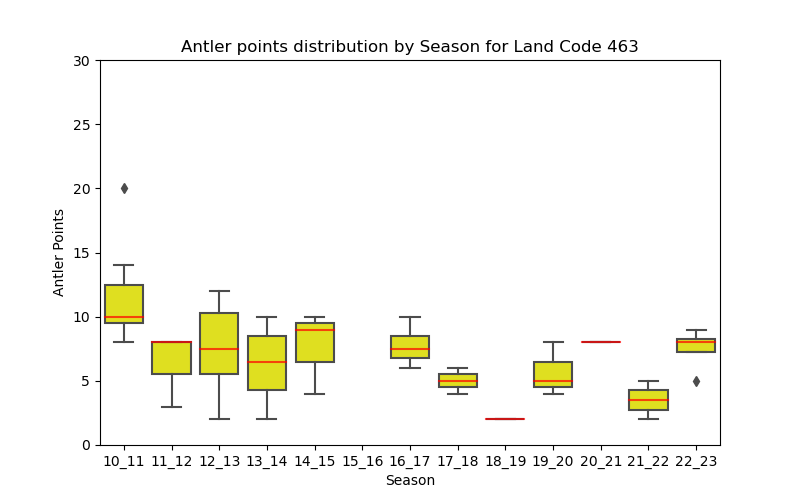 Antler points distribution by Season for Land Code 463
30
25
20
15
10
5
0
Antler Points
10_11 11_12 12_13 13_14 14_15 15_16 16_17 17_18 18_19 19_20 20_21 21_22 22_23
Season